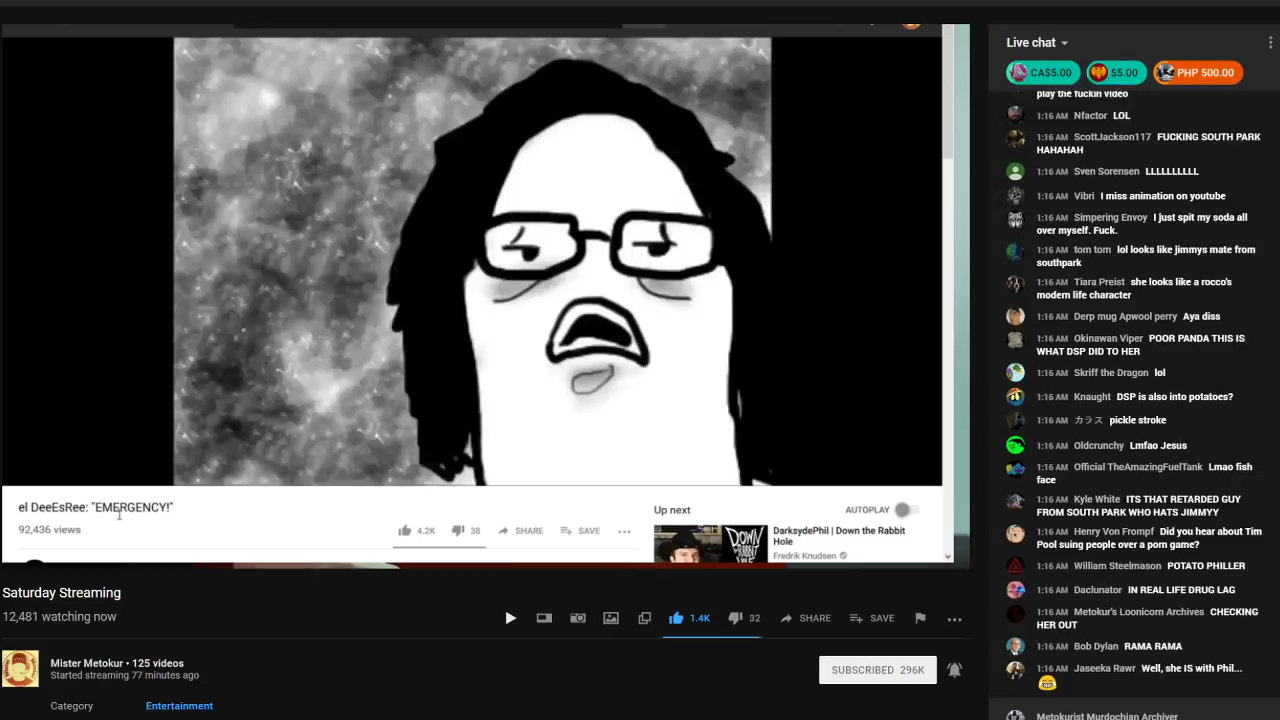 el DeeEsRee: "EMERGENCY!"
92,436 views
4.2K
38
SHARE
SAVE
Up next
AUTOPLAY
DOWN
THE
RABBIT
DarksydePhil | Down the Rabbit
Hole
Fredrik Knudsen
Saturday Streaming
12,481 watching now
1.4K
32
SHARE
SAVE
Mister Metokur • 125 videos
Started streaming 77 minutes ago
SUBSCRIBED 296K
Category
Entertainment
Live chat
CA$5.00
$5.00
PHP 500.00
play the fuckin video
1:16 AM Nfactor LOL
1:16 AM ScottJackson117 FUCKING SOUTH PARK
HAHAHAH
1:16 AM Sven Sorensen LLLLLLLLLL
1:16 AM Vibri I miss animation on youtube
1:16 AM Simpering Envoy I just spit my soda all
over myself. Fuck.
1:16 AM tom tom lol looks like jimmys mate from
southpark
1:16 AM Tiara Preist she looks like a rocco's
modern life character
1:16 AM Derp mug Apwool perry Aya diss
1:16 AM Okinawan Viper POOR PANDA THIS IS
WHAT DSP DID TO HER
1:16 AM Skriff the Dragon lol
1:16 AM Knaught DSP is also into potatoes?
1:16 AM カラス pickle stroke
1:16 AM Oldcrunchy Lmfao Jesus
1:16 AM Official TheAmazingFuelTank Lmao fish
face
1:16 AM Kyle White ITS THAT RETARDED GUY
FROM SOUTH PARK WHO HATS JIMMYY
1:16 AM Henry Von Frompf Did you hear about Tim
Pool suing people over a porn game?
1:16 AM William Steelmason POTATO PHILLER
1:16 AM Daclunator IN REAL LIFE DRUG LAG
1:16 AM Metokur's Loonicorn Archives CHECKING
HER OUT
1:16 AM Bob Dylan RAMA RAMA
1:16 AM Jaseeka Rawr Well, she IS with Phil...
Metokurist Murdochian Archiver